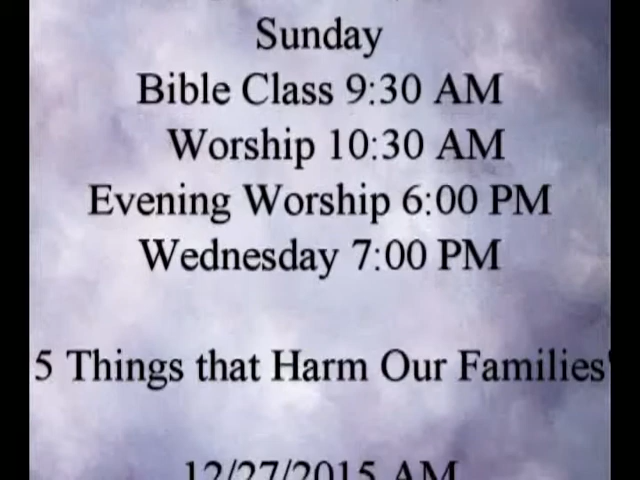 Sunday
Bible Class 9:30 AM
Worship 10:30 AM
Evening Worship 6:00 PM
Wednesday 7:00 PM
5 Things that Harm Our Families"
12/27/2015 AM